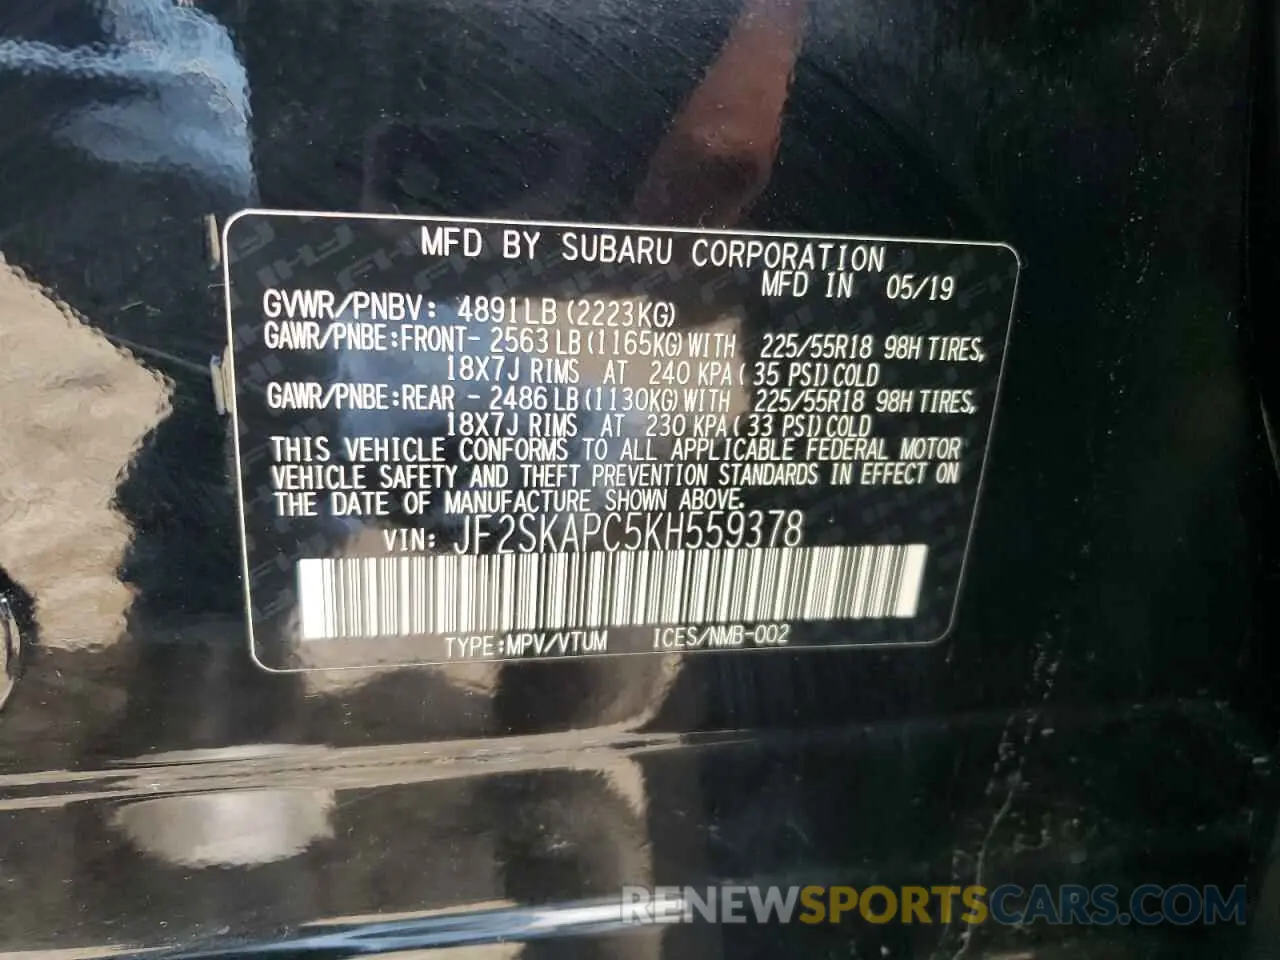 MFD BY SUBARU CORPORATION
MFD IN 05/19
GVWR/PNBV: 4891LB (2223KG)
GAWR/PNBE:FRONT- 2563LB(1165KG)WITH 225/55R18 98H TIRES,
18X7J RIMS AT 240 KPA( 35 PSI)COLD
GAWR/PNBE:REAR - 2486LB(1130KG)WITH 225/55R18 98H TIRES,
18X7J RIMS AT 230 KPA( 33 PSI)COLD
THIS VEHICLE CONFORMS TO ALL APPLICABLE FEDERAL MOTOR
VEHICLE SAFETY AND THEFT PREVENTION STANDARDS IN EFFECT ON
THE DATE OF MANUFACTURE SHOWN ABOVE.
VIN: JF2SKAPC5KH559378
TYPE:MPV/VTUM ICES/NMB-002
RENEWSPORTSCARS.COM